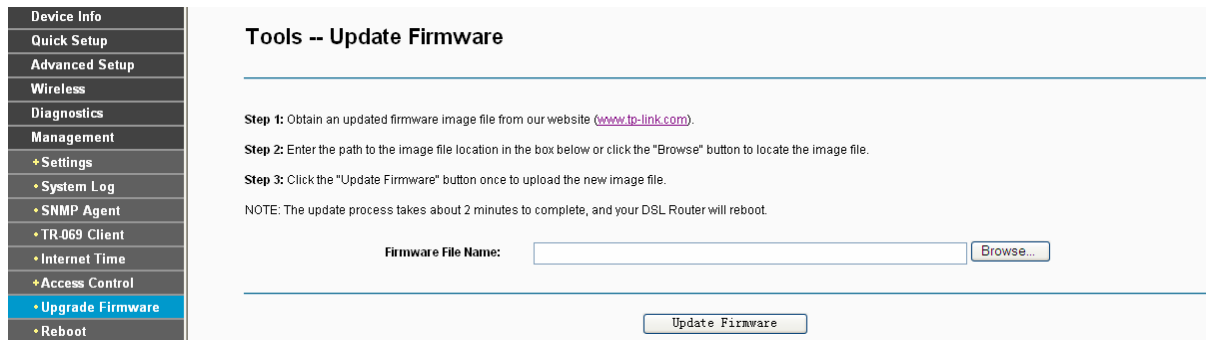 Device Info
Quick Setup
Advanced Setup
Wireless
Diagnostics
Management
+Settings
•System Log
•SNMP Agent
•TR-069 Client
•Internet Time
+Access Control
•Upgrade Firmware
•Reboot
Tools -- Update Firmware
Step 1: Obtain an updated firmware image file from our website (www.tp-link.com).
Step 2: Enter the path to the image file location in the box below or click the "Browse" button to locate the image file.
Step 3: Click the "Update Firmware" button once to upload the new image file.
NOTE: The update process takes about 2 minutes to complete, and your DSL Router will reboot.
Firmware File Name: Browse...
Update Firmware